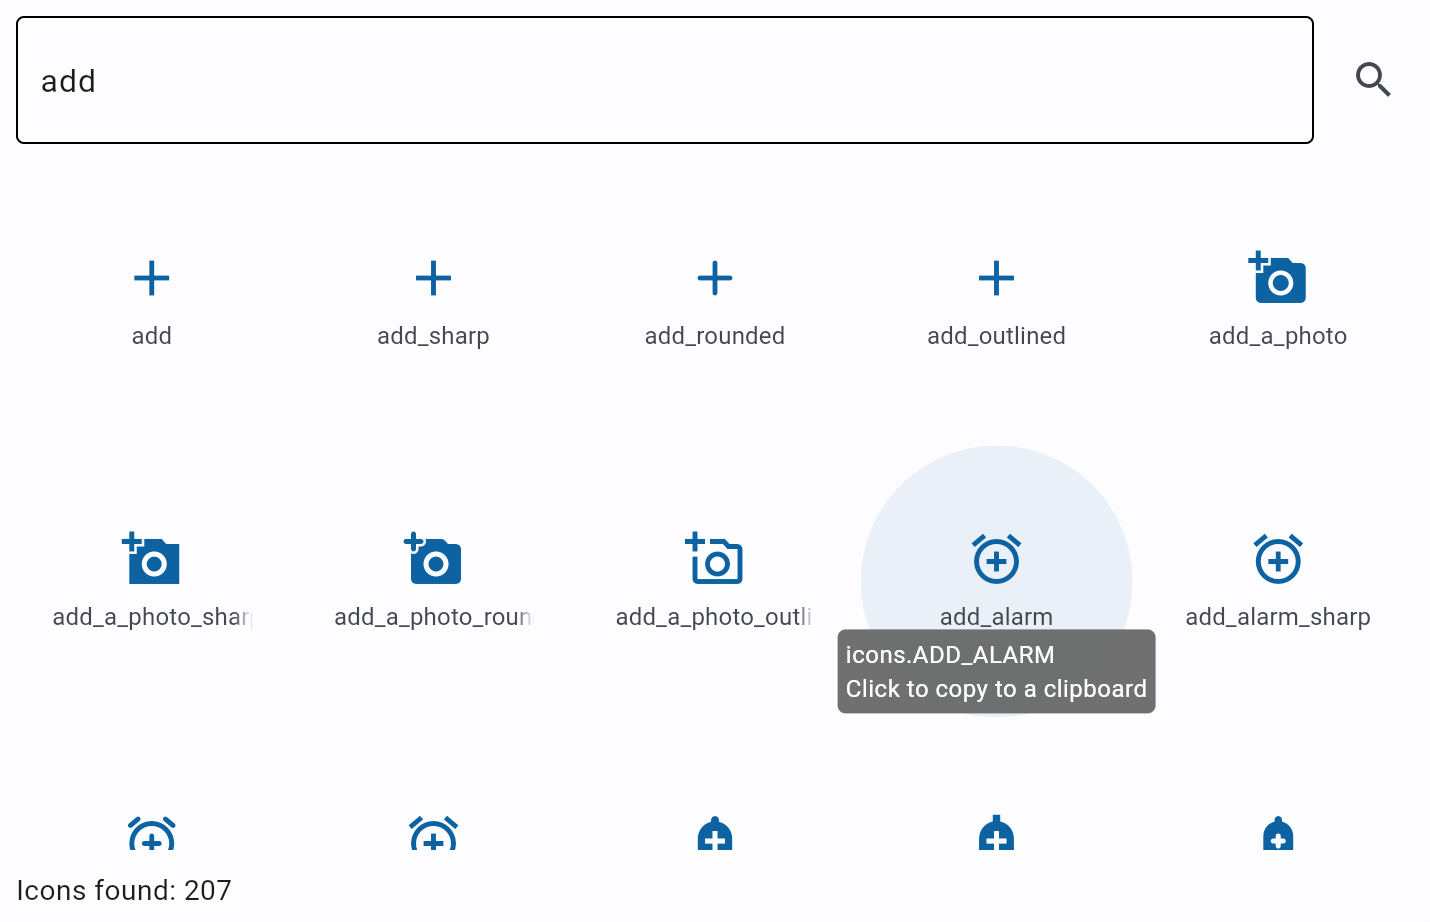 add
add
add_sharp
add_rounded
add_outlined
add_a_photo
add_a_photo_shar
add_a_photo_roun
add_a_photo_outli
add_alarm
add_alarm_sharp
icons.ADD_ALARM
Click to copy to a clipboard
Icons found: 207